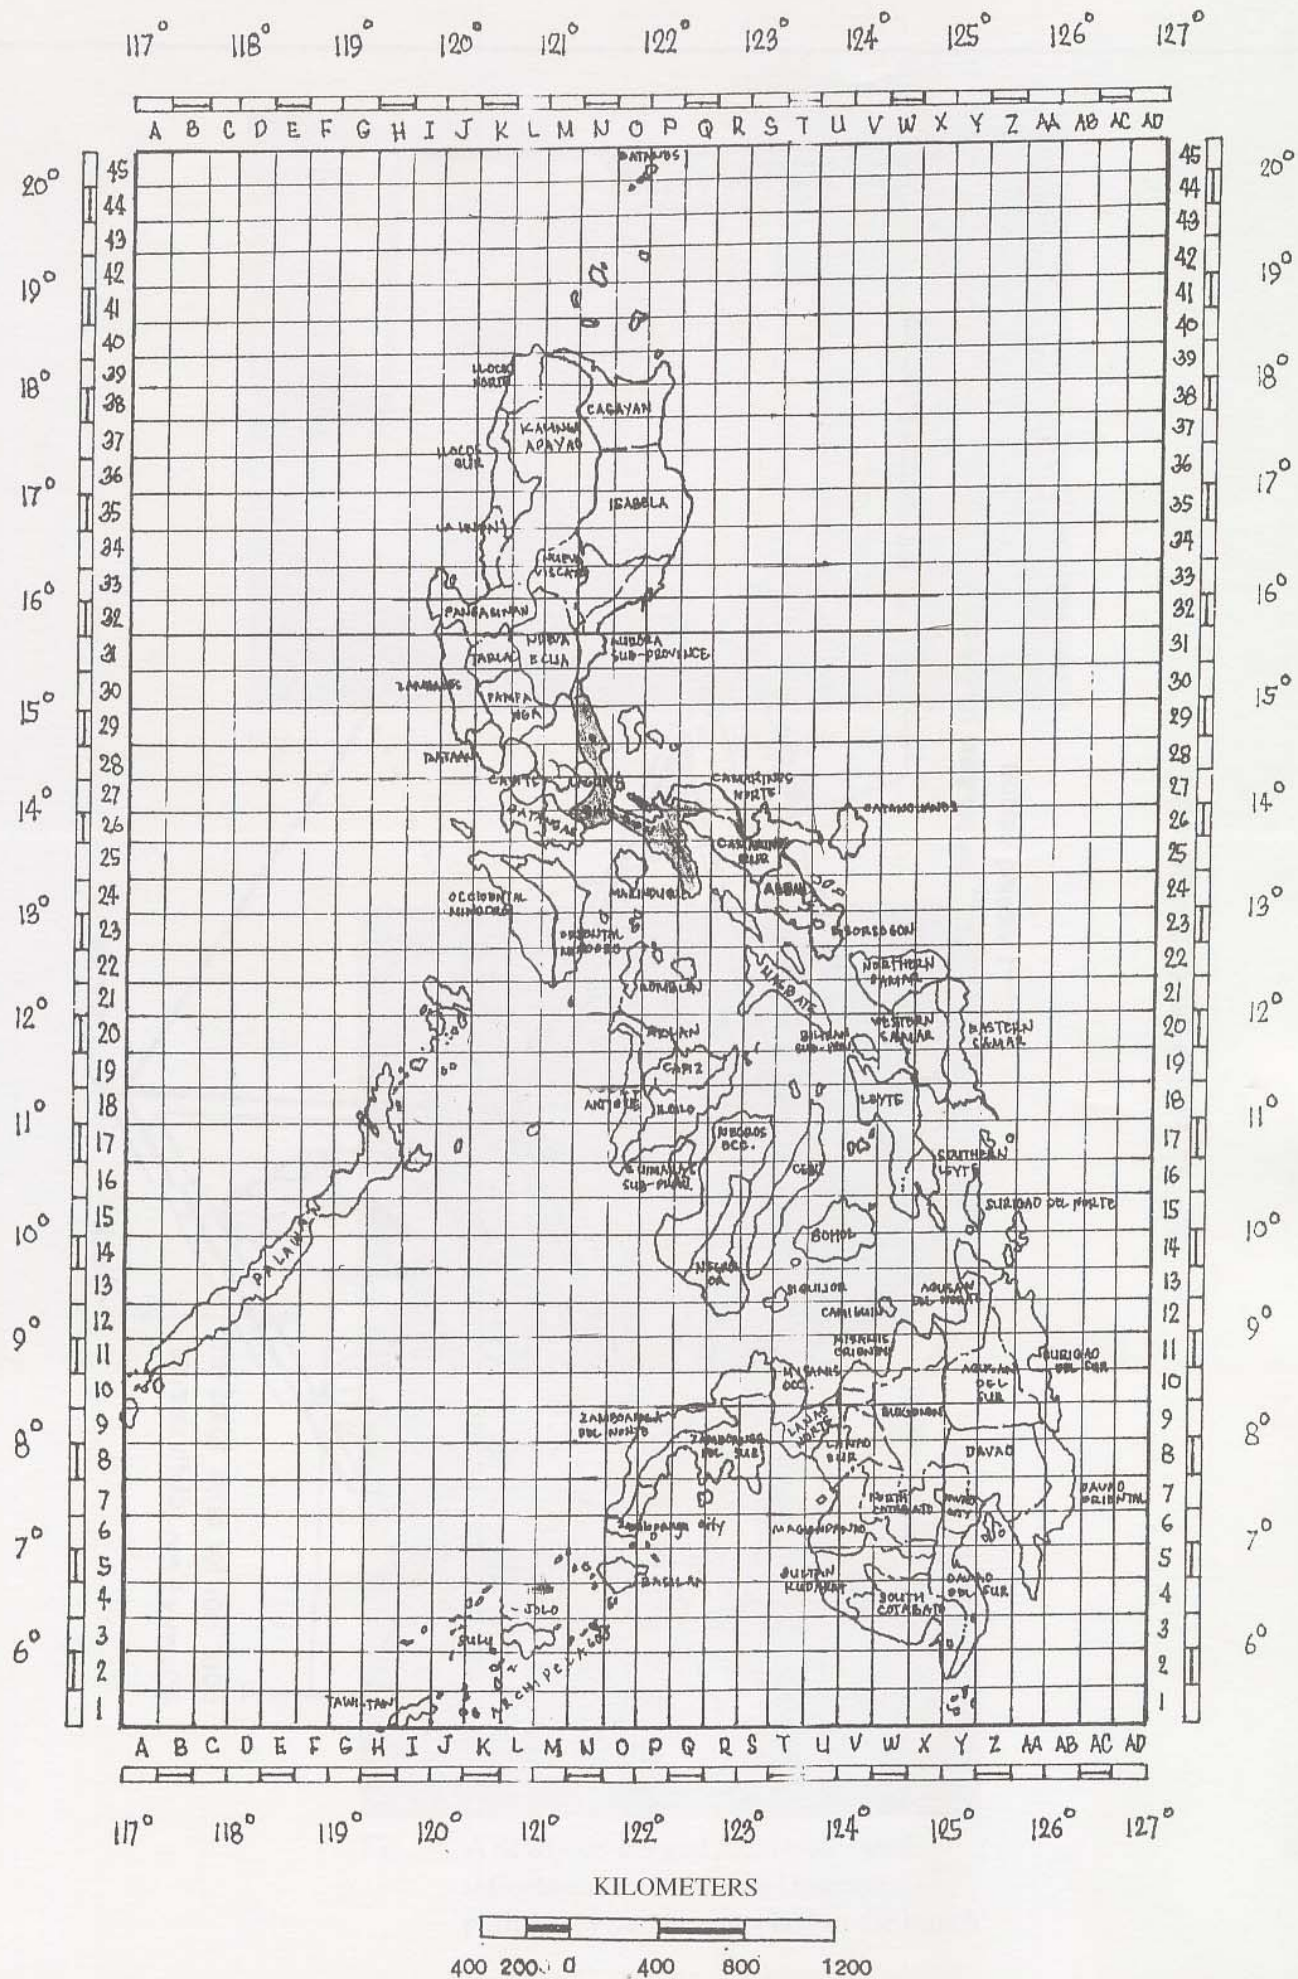 117° 118° 119° 120° 121° 122° 123° 124° 125° 126° 127°
A B C D E F G H I J K L M N O P Q R S T U V W X Y Z AA AB AC AD
BATANES
20° 45 45 20°
44 44
43 43
42 42
19° 41 41 19°
40 40
39 39
ILOCOS
NORTE
18° 38 38 18°
CAGAYAN
KALINGA
APAYAO
37 37
ILOCOS
SUR
36 36
17° 35 35 17°
ISABELA
LA UNION
34 34
NUEVA
VISCAYA
33 33
16° 32 32 16°
PANGASINAN
31 31
NUEVA
ECIJA
AURORA
SUB-PROVINCE
TARLAC
30 30
ZAMBALES
PAMPA
NGA
15° 29 29 15°
28 28
BATAAN
CAVITE
LAGUNA
CAMARINES
NORTE
27 27
14° 26 26 14°
BATANGAS
CATANDUANES
CAMARINES
SUR
25 25
24 24
MARINDUQUE
ALBAY
OCCIDENTAL
MINDORO
13° 23 23 13°
ORIENTAL
MINDORO
SORSOGON
22 22
NORTHERN
SAMAR
ROMBLON
MASBATE
21 21
12° 20 20 12°
AKLAN
WESTERN
SAMAR
EASTERN
SAMAR
BILIRAN
SUB-PROV.
19 19
CAPIZ
ANTIQUE
ILOILO
LEYTE
18 18
11° 17 17 11°
NEGROS
OCC.
CEBU
SOUTHERN
LEYTE
GUIMARAS
SUB-PROV.
16 16
SURIGAO DEL NORTE
15 15
10° 14 14 10°
BOHOL
PALAWAN
NEGROS
OR.
13 13
SIQUIJOR
AGUSAN
DEL NORTE
CAMIGUIN
12 12
9° 11 11 9°
MISAMIS
ORIENTAL
SURIGAO
DEL SUR
MISAMIS
OCC.
AGUSAN
DEL
SUR
10 10
BUKIDNON
ZAMBOANGA
DEL NORTE
LANAO
NORTE
9 9
8° 8 8 8°
ZAMBOANGA
DEL SUR
LANAO
SUR
DAVAO
7 7
NORTH
COTABATO
DAVAO
CITY
DAVAO
ORIENTAL
Zamboanga City
MAGUINDANAO
7° 6 6 7°
5 5
BASILAN
SULTAN
KUDARAT
DAVAO
DEL SUR
SOUTH
COTABATO
4 4
JOLO
SULU
ARCHIPELAGO
6° 3 3 6°
2 2
TAWI-TAWI
1 1
A B C D E F G H I J K L M N O P Q R S T U V W X Y Z AA AB AC AD
117° 118° 119° 120° 121° 122° 123° 124° 125° 126° 127°
KILOMETERS
400 200 0 400 800 1200